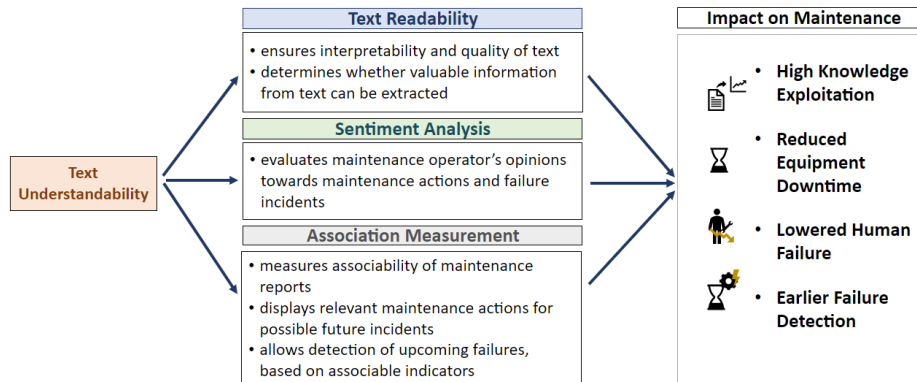 Text
Understandability
Text Readability
• ensures interpretability and quality of text
• determines whether valuable information
from text can be extracted
Sentiment Analysis
• evaluates maintenance operator's opinions
towards maintenance actions and failure
incidents
Association Measurement
• measures associability of maintenance
reports
• displays relevant maintenance actions for
possible future incidents
• allows detection of upcoming failures,
based on associable indicators
Impact on Maintenance
• High Knowledge
Exploitation
• Reduced
Equipment
Downtime
• Lowered Human
Failure
• Earlier Failure
Detection